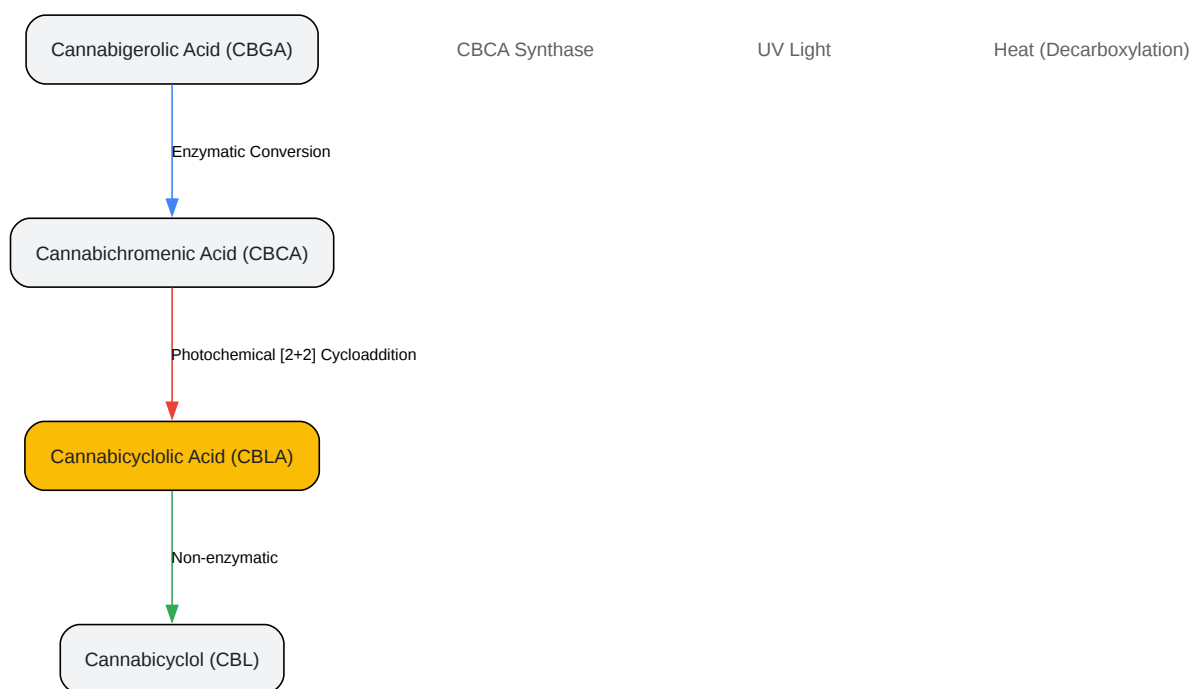 Cannabigerolic Acid (CBGA)
CBCA Synthase
UV Light
Heat (Decarboxylation)
Enzymatic Conversion
Cannabichromenic Acid (CBCA)
Photochemical [2+2] Cycloaddition
Cannabicyclolic Acid (CBLA)
Non-enzymatic
Cannabicyclol (CBL)